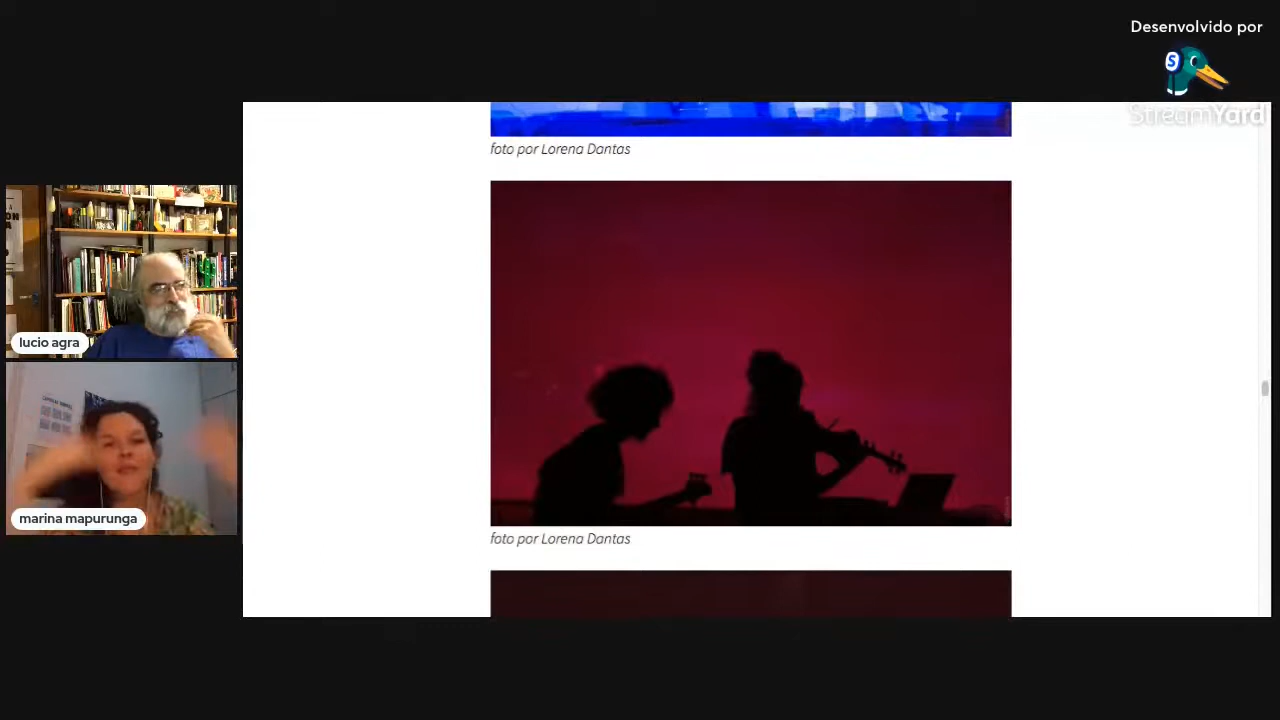 Desenvolvido por
S
StreamYard
foto por Lorena Dantas
foto por Lorena Dantas
lucio agra
marina mapurunga